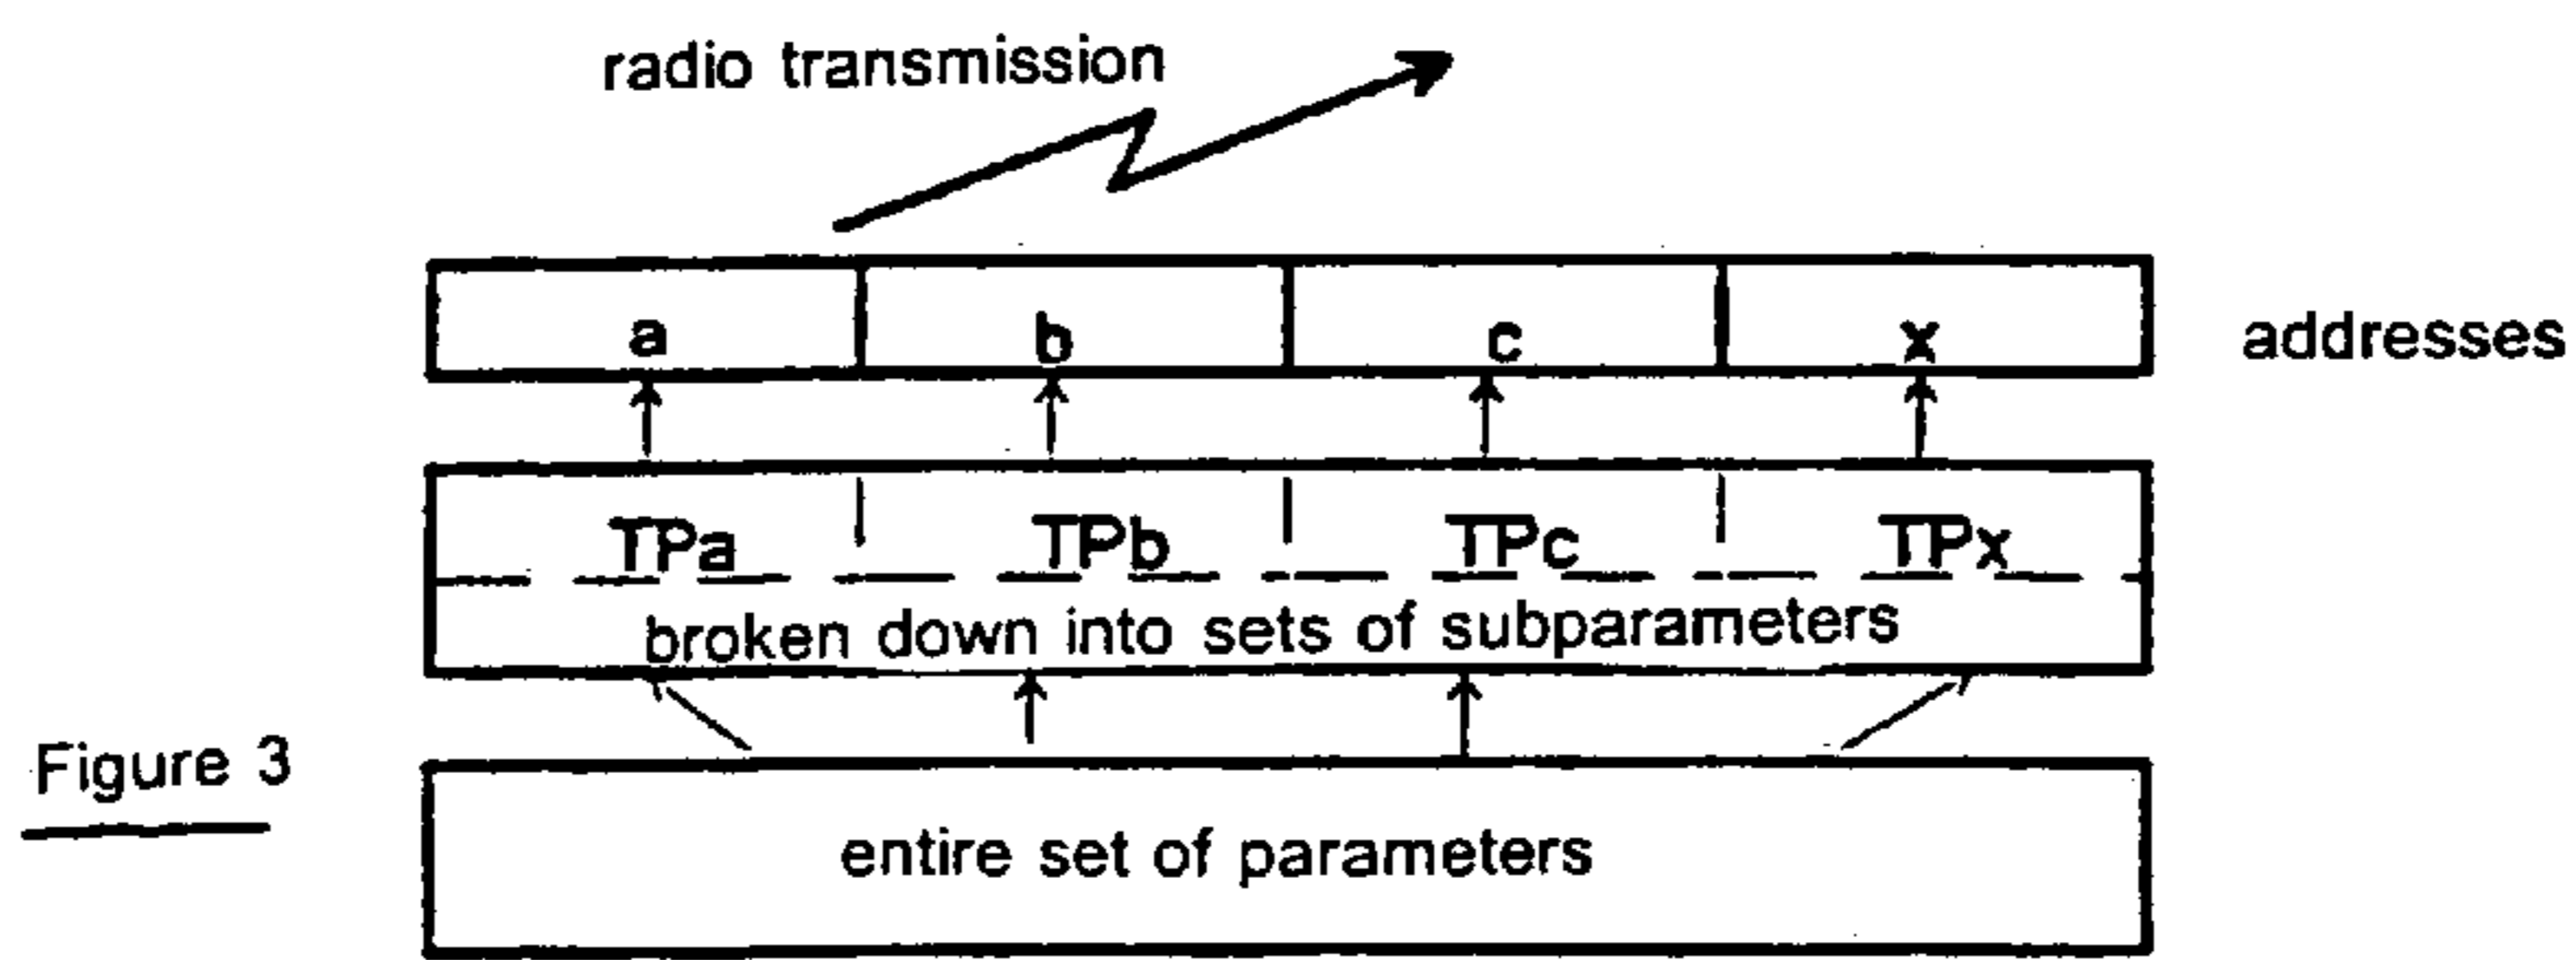 radio transmission
a b c x addresses
TPa TPb TPc TPx
broken down into sets of subparameters
Figure 3
entire set of parameters